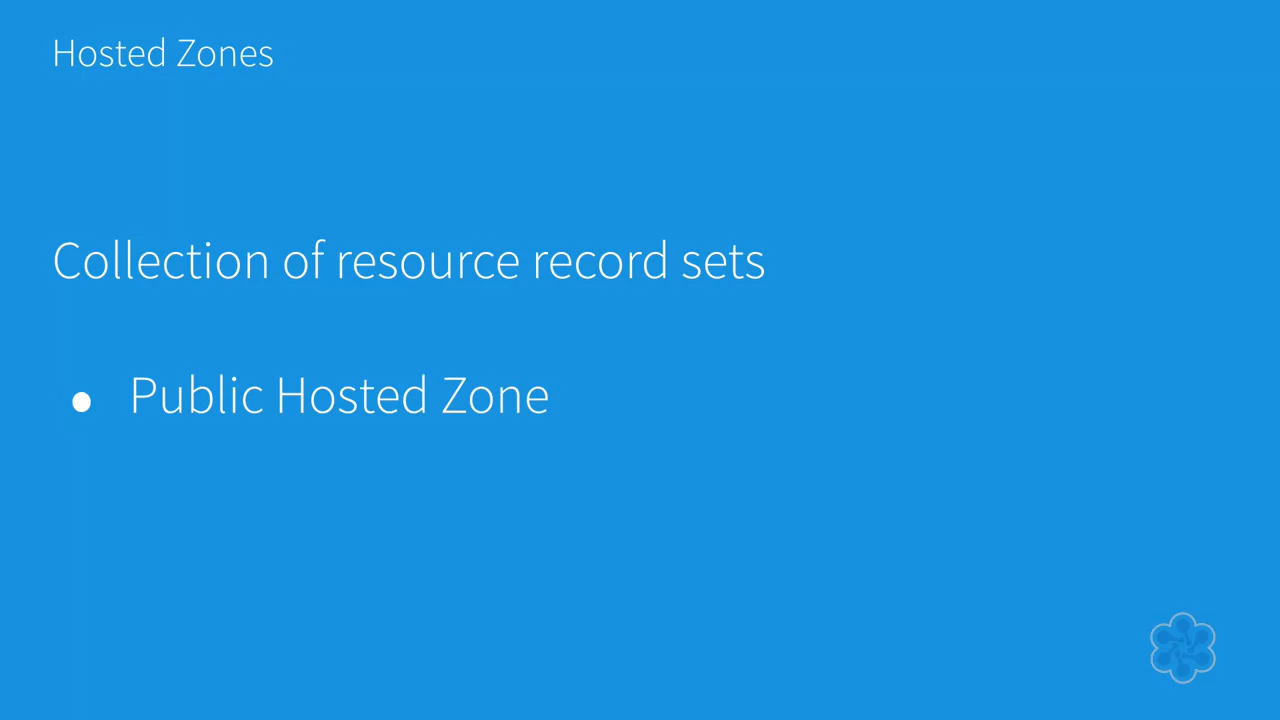 Hosted Zones
Collection of resource record sets
● Public Hosted Zone